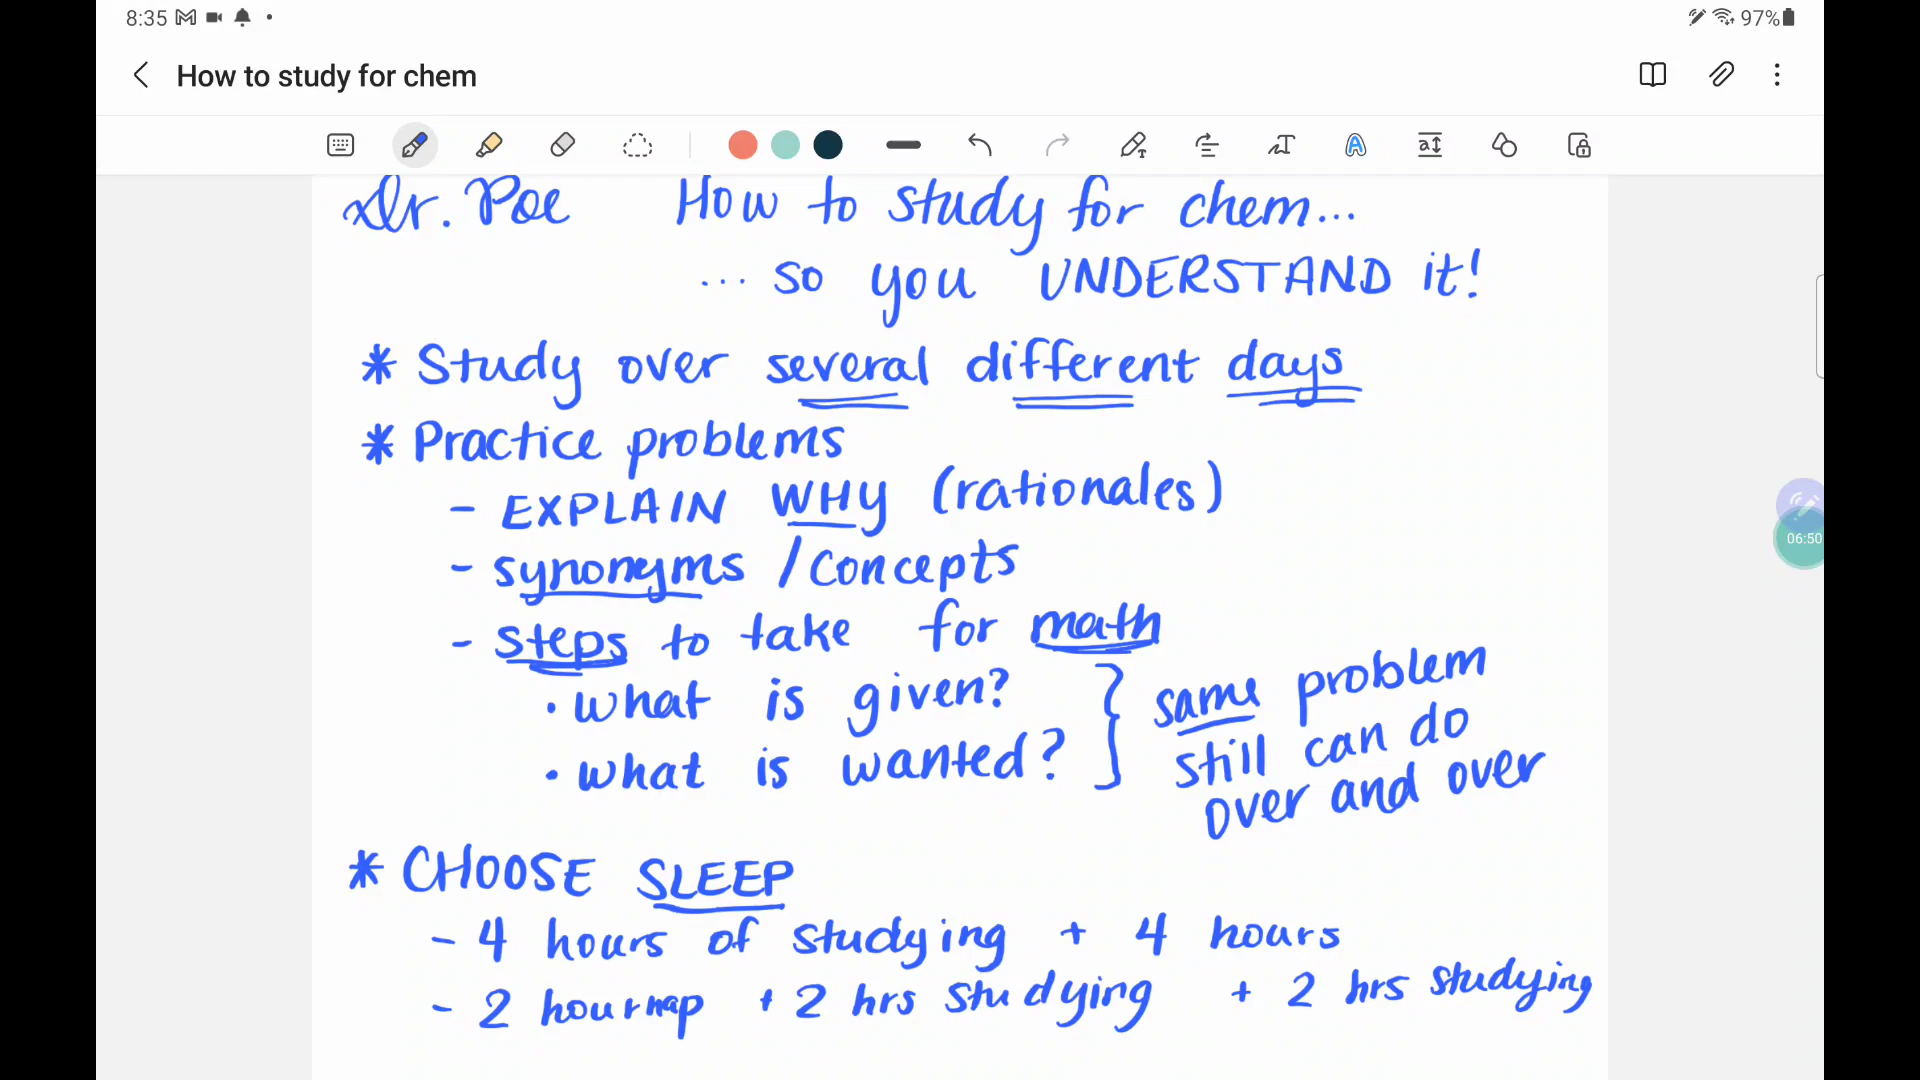 8:35
97%
How to study for chem
Dr. Poe How to study for chem...
... so you UNDERSTAND it!
* Study over several different days
* Practice problems
- EXPLAIN WHY (rationales)
- synonyms / concepts
- steps to take for math
• what is given?
• what is wanted?
} same problem
still can do
over and over
06:50
* CHOOSE SLEEP
- 4 hours of studying + 4 hours
- 2 hour nap + 2 hrs studying + 2 hrs studying